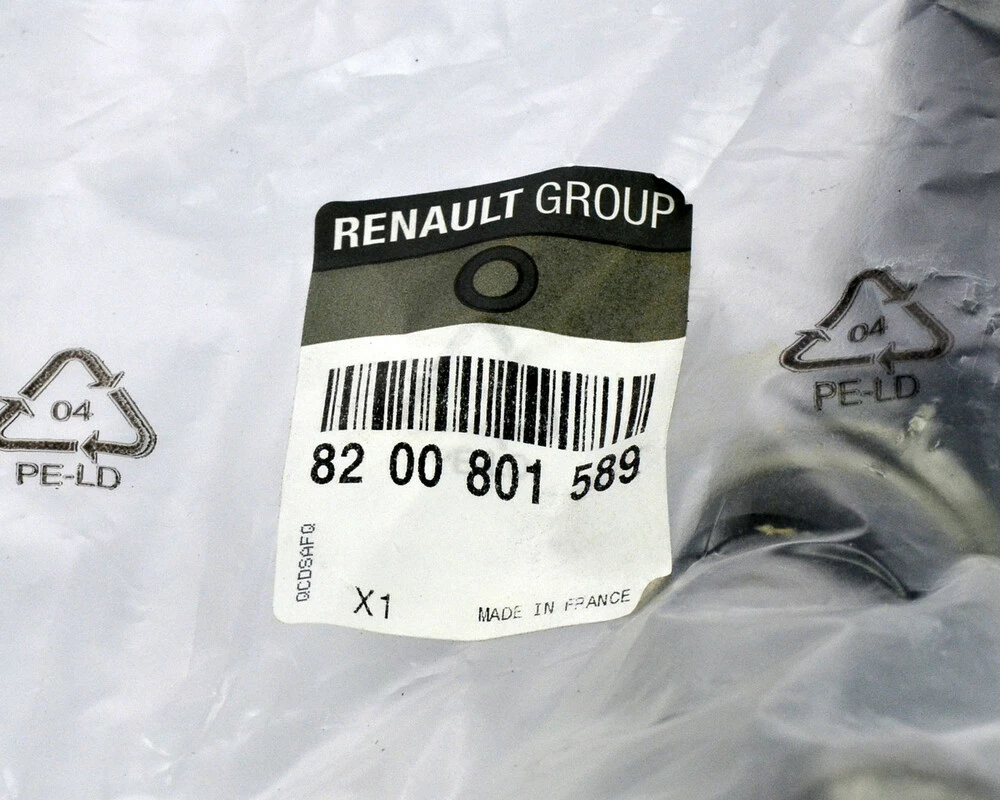 RENAULT GROUP
82 00 801 589
QCDSAFQ
X1
MADE IN FRANCE
04
PE-LD
04
PE-LD